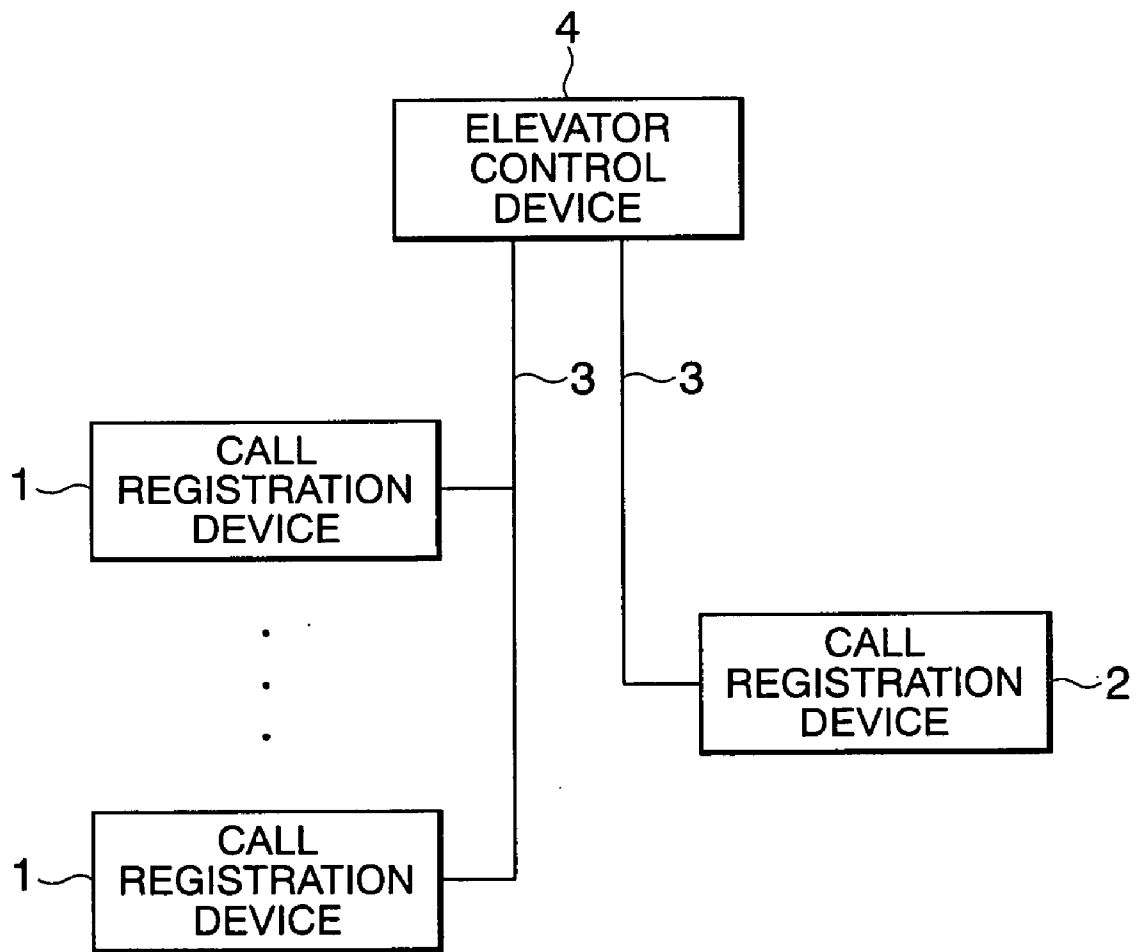 4
ELEVATOR
CONTROL
DEVICE
3 3
1
CALL
REGISTRATION
DEVICE
CALL
REGISTRATION
DEVICE
2
1
CALL
REGISTRATION
DEVICE